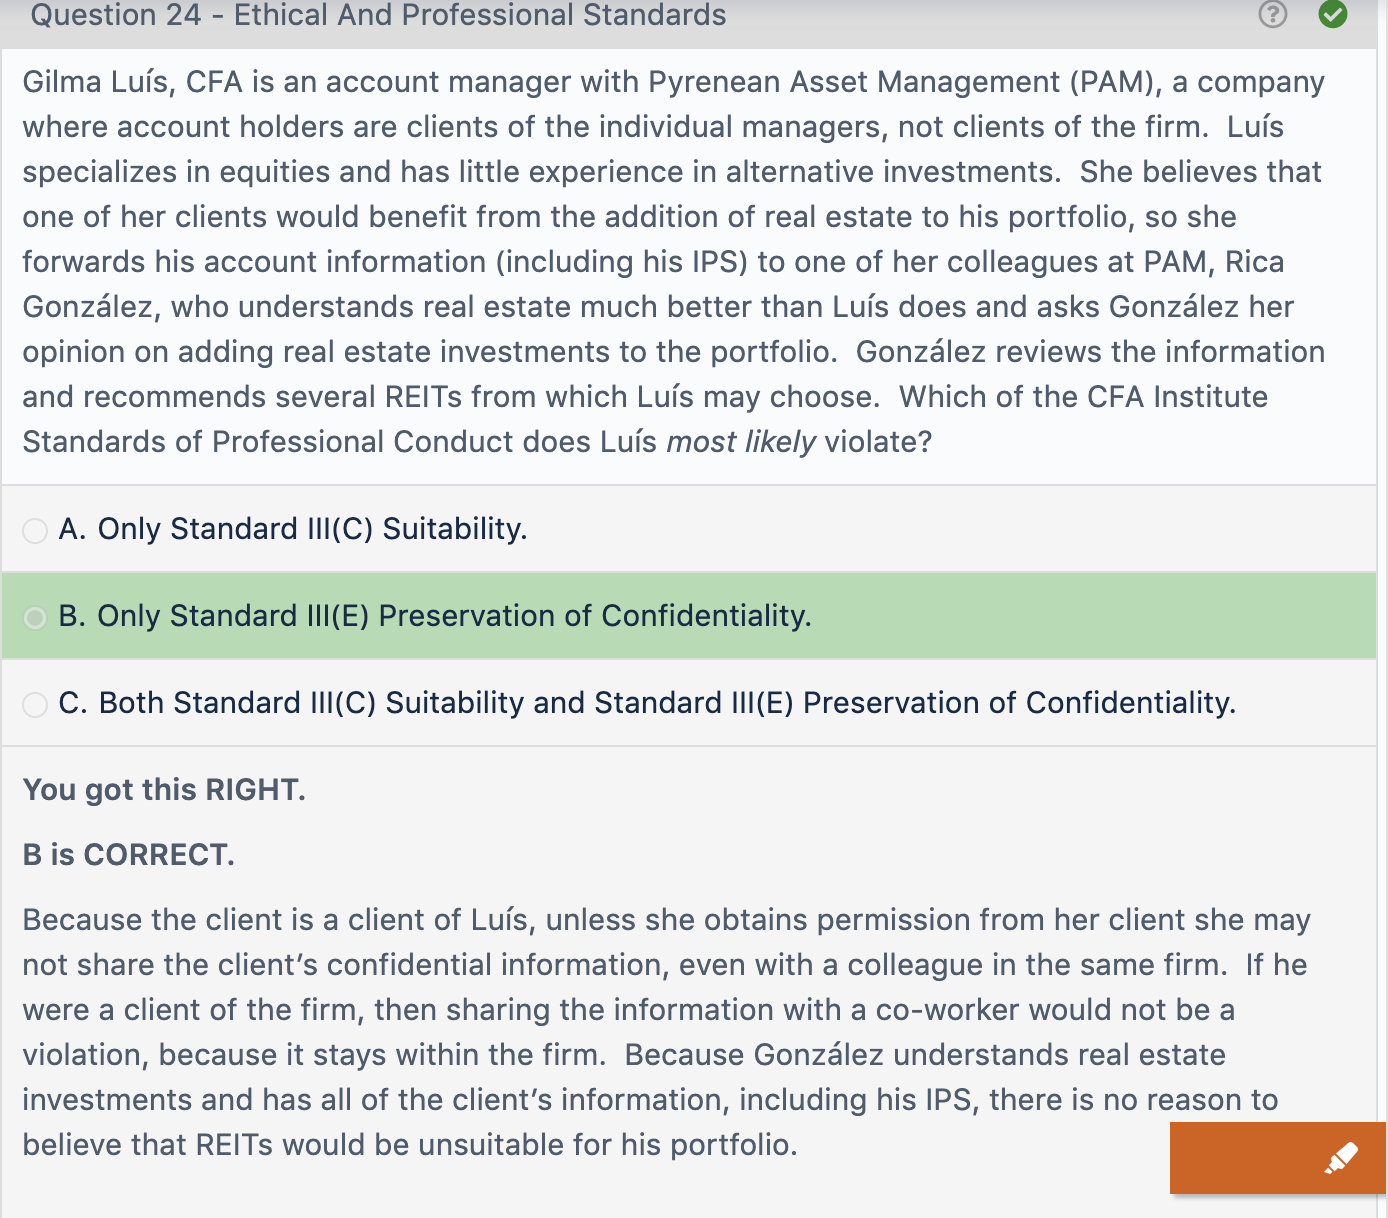 Question 24 - Ethical And Professional Standards
Gilma Luís, CFA is an account manager with Pyrenean Asset Management (PAM), a company
where account holders are clients of the individual managers, not clients of the firm.  Luís
specializes in equities and has little experience in alternative investments.  She believes that
one of her clients would benefit from the addition of real estate to his portfolio, so she
forwards his account information (including his IPS) to one of her colleagues at PAM, Rica
González, who understands real estate much better than Luís does and asks González her
opinion on adding real estate investments to the portfolio.  González reviews the information
and recommends several REITs from which Luís may choose.  Which of the CFA Institute
Standards of Professional Conduct does Luís most likely violate?
A. Only Standard III(C) Suitability.
B. Only Standard III(E) Preservation of Confidentiality.
C. Both Standard III(C) Suitability and Standard III(E) Preservation of Confidentiality.
You got this RIGHT.
B is CORRECT.
Because the client is a client of Luís, unless she obtains permission from her client she may
not share the client’s confidential information, even with a colleague in the same firm.  If he
were a client of the firm, then sharing the information with a co-worker would not be a
violation, because it stays within the firm.  Because González understands real estate
investments and has all of the client’s information, including his IPS, there is no reason to
believe that REITs would be unsuitable for his portfolio.